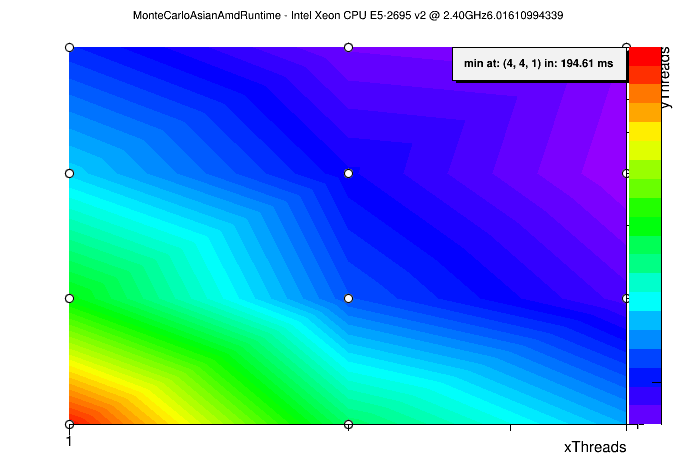 MonteCarloAsianAmdRuntime - Intel Xeon CPU E5-2695 v2 @ 2.40GHz6.01610994339
min at: (4, 4, 1) in: 194.61 ms
yThreads
1
xThreads